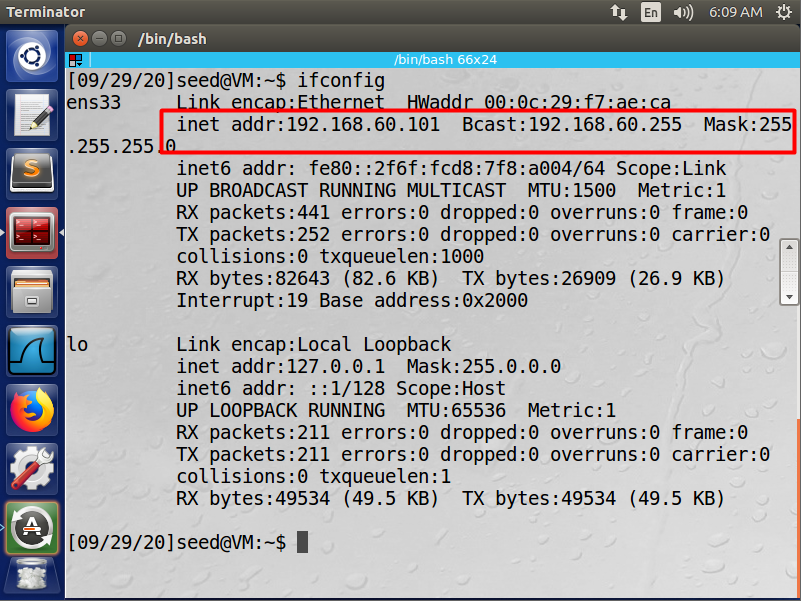 Terminator
En
6:09 AM
/bin/bash
/bin/bash 66x24
[09/29/20]seed@VM:~$ ifconfig
ens33     Link encap:Ethernet  HWaddr 00:0c:29:f7:ae:ca
          inet addr:192.168.60.101  Bcast:192.168.60.255  Mask:255
.255.255.0
          inet6 addr: fe80::2f6f:fcd8:7f8:a004/64 Scope:Link
          UP BROADCAST RUNNING MULTICAST  MTU:1500  Metric:1
          RX packets:441 errors:0 dropped:0 overruns:0 frame:0
          TX packets:252 errors:0 dropped:0 overruns:0 carrier:0
          collisions:0 txqueuelen:1000
          RX bytes:82643 (82.6 KB)  TX bytes:26909 (26.9 KB)
          Interrupt:19 Base address:0x2000
lo        Link encap:Local Loopback
          inet addr:127.0.0.1  Mask:255.0.0.0
          inet6 addr: ::1/128 Scope:Host
          UP LOOPBACK RUNNING  MTU:65536  Metric:1
          RX packets:211 errors:0 dropped:0 overruns:0 frame:0
          TX packets:211 errors:0 dropped:0 overruns:0 carrier:0
          collisions:0 txqueuelen:1
          RX bytes:49534 (49.5 KB)  TX bytes:49534 (49.5 KB)
[09/29/20]seed@VM:~$